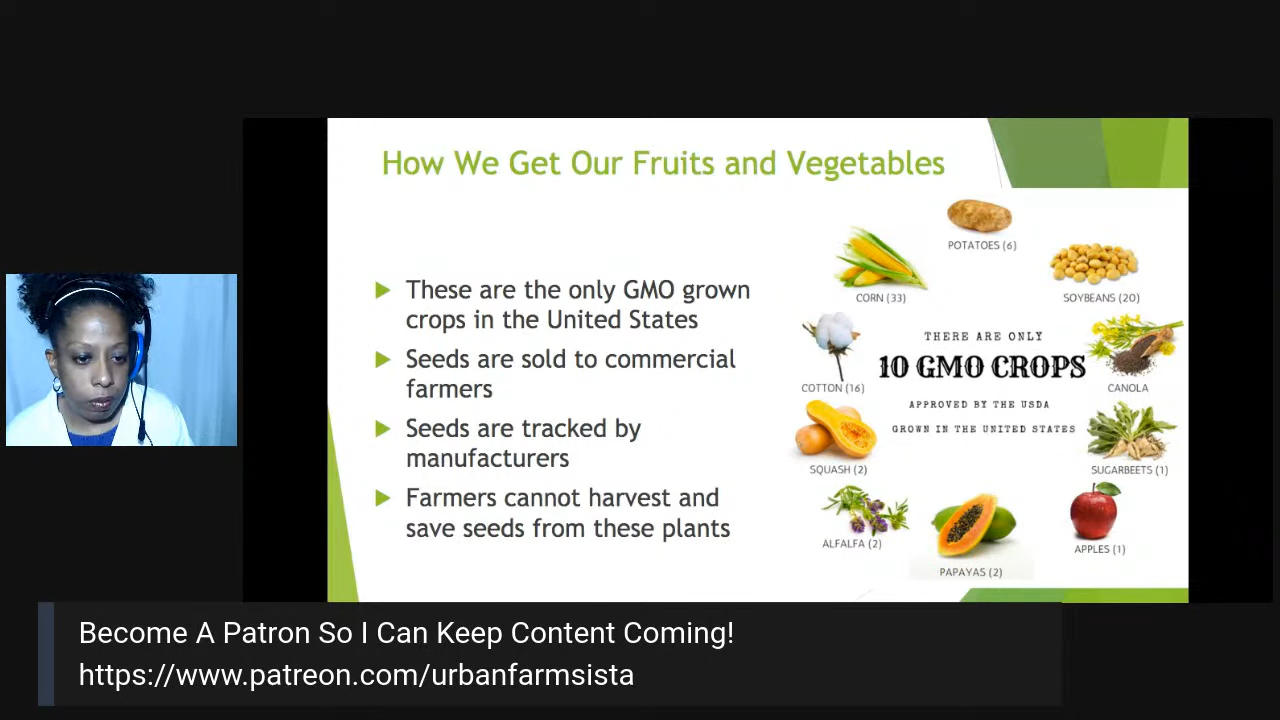 How We Get Our Fruits and Vegetables
These are the only GMO grown
crops in the United States
Seeds are sold to commercial
farmers
Seeds are tracked by
manufacturers
Farmers cannot harvest and
save seeds from these plants
POTATOES (6)
CORN (33)
SOYBEANS (20)
THERE ARE ONLY
10 GMO CROPS
APPROVED BY THE USDA
GROWN IN THE UNITED STATES
COTTON (16)
CANOLA
SQUASH (2)
SUGARBEETS (1)
ALFALFA (2)
APPLES (1)
PAPAYAS (2)
Become A Patron So I Can Keep Content Coming!
https://www.patreon.com/urbanfarmsista